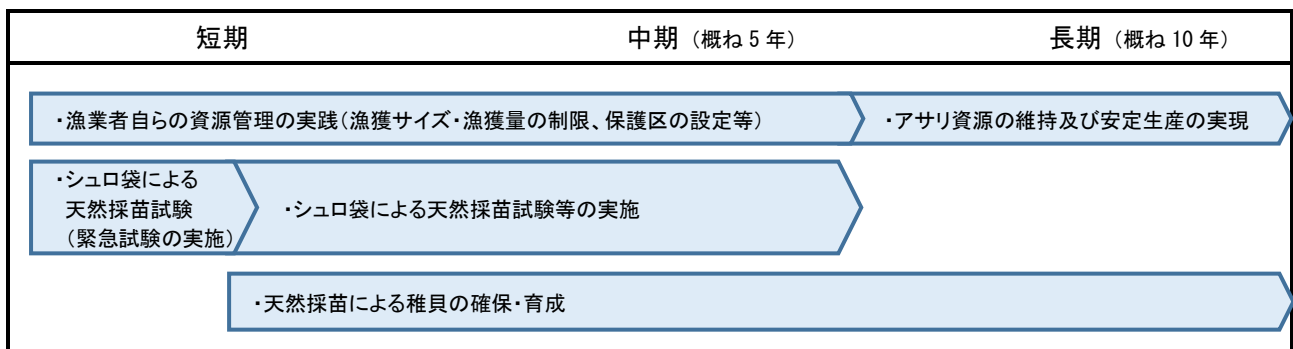 短期
中期(概ね5年)
長期(概ね10年)
・漁業者自らの資源管理の実践(漁獲サイズ・漁獲量の制限、保護区の設定等)
・アサリ資源の維持及び安定生産の実現
・シュロ袋による
天然採苗試験
(緊急試験の実施)
・シュロ袋による天然採苗試験等の実施
・天然採苗による稚貝の確保・育成